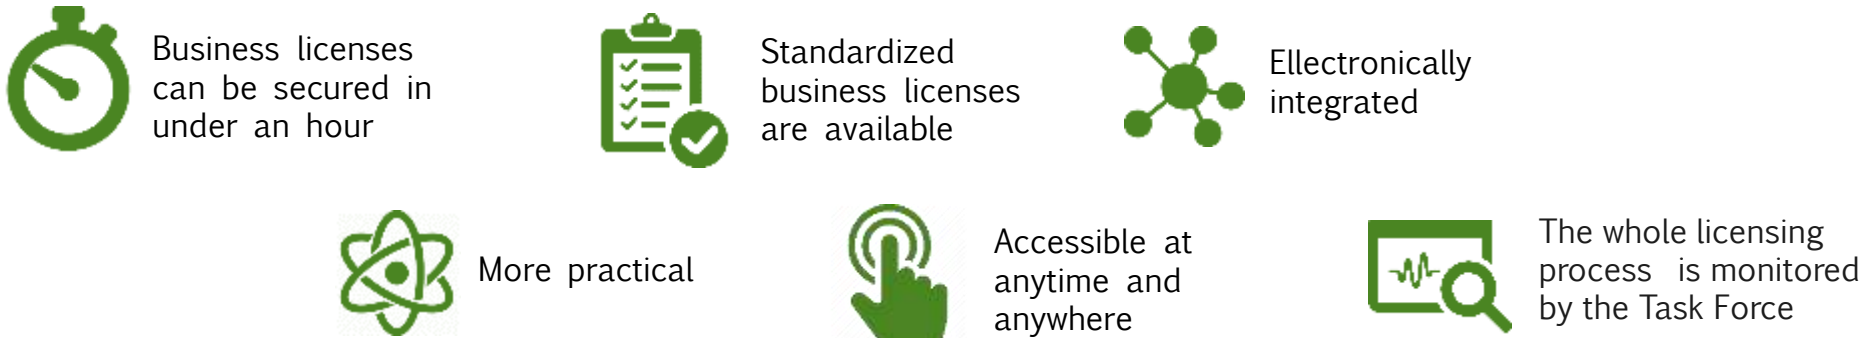 Business licenses
can be secured in
under an hour
Standardized
business licenses
are available
Ellectronically
integrated
More practical
Accessible at
anytime and
anywhere
The whole licensing
process is monitored
by the Task Force